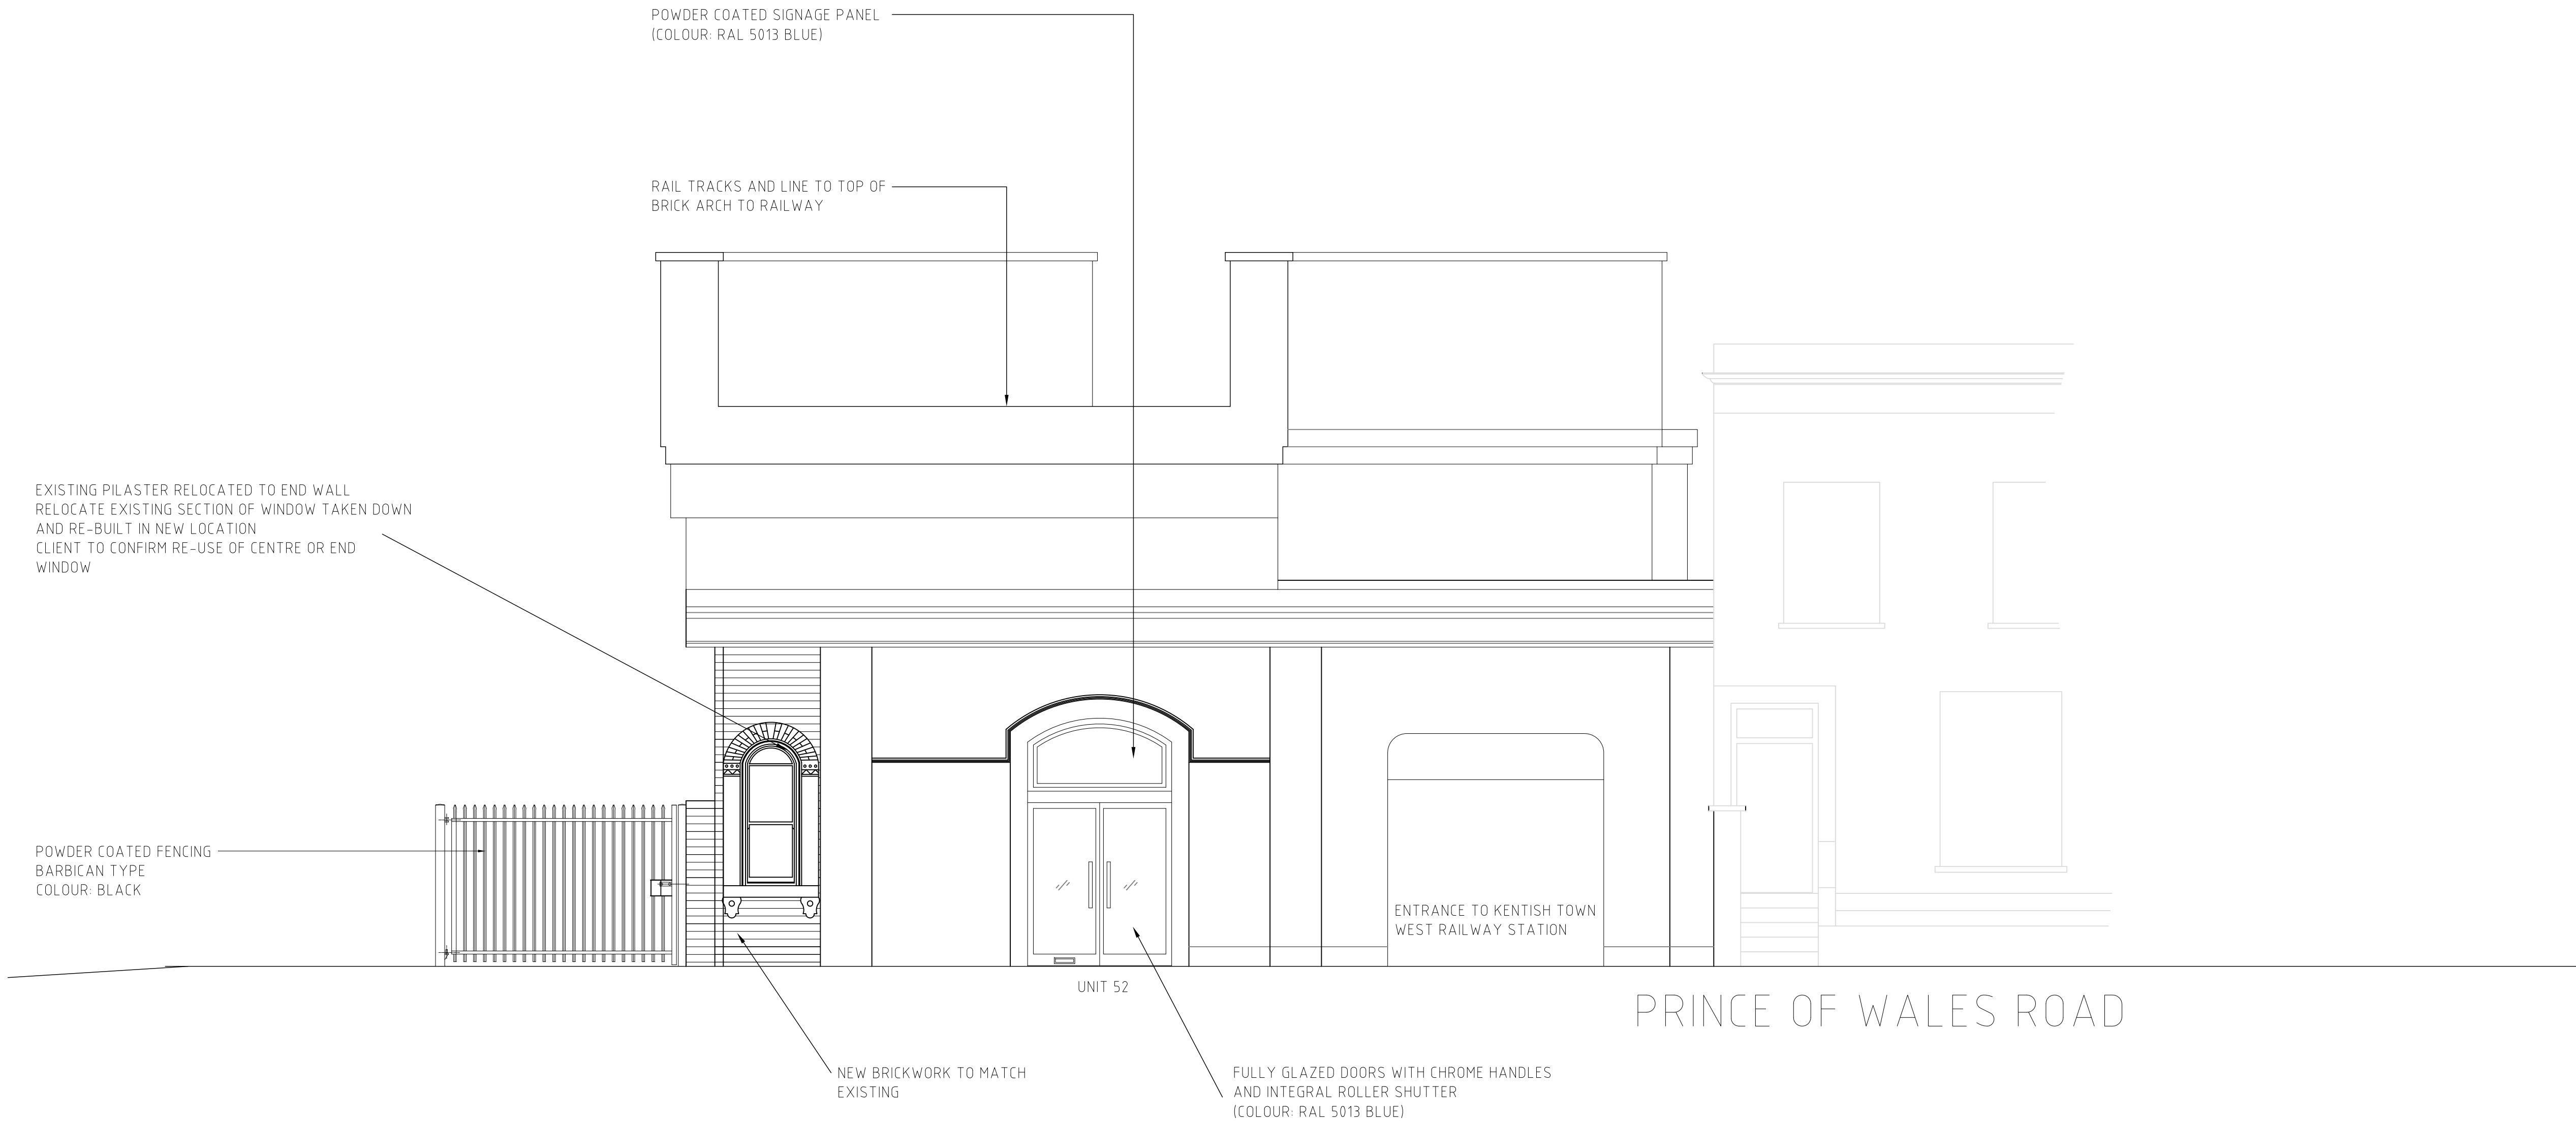 POWDER COATED SIGNAGE PANEL
(COLOUR: RAL 5013 BLUE)
RAIL TRACKS AND LINE TO TOP OF
BRICK ARCH TO RAILWAY
EXISTING PILASTER RELOCATED TO END WALL
RELOCATE EXISTING SECTION OF WINDOW TAKEN DOWN
AND RE-BUILT IN NEW LOCATION
CLIENT TO CONFIRM RE-USE OF CENTRE OR END
WINDOW
POWDER COATED FENCING
BARBICAN TYPE
COLOUR: BLACK
ENTRANCE TO KENTISH TOWN
WEST RAILWAY STATION
UNIT 52
PRINCE OF WALES ROAD
NEW BRICKWORK TO MATCH
EXISTING
FULLY GLAZED DOORS WITH CHROME HANDLES
AND INTEGRAL ROLLER SHUTTER
(COLOUR: RAL 5013 BLUE)